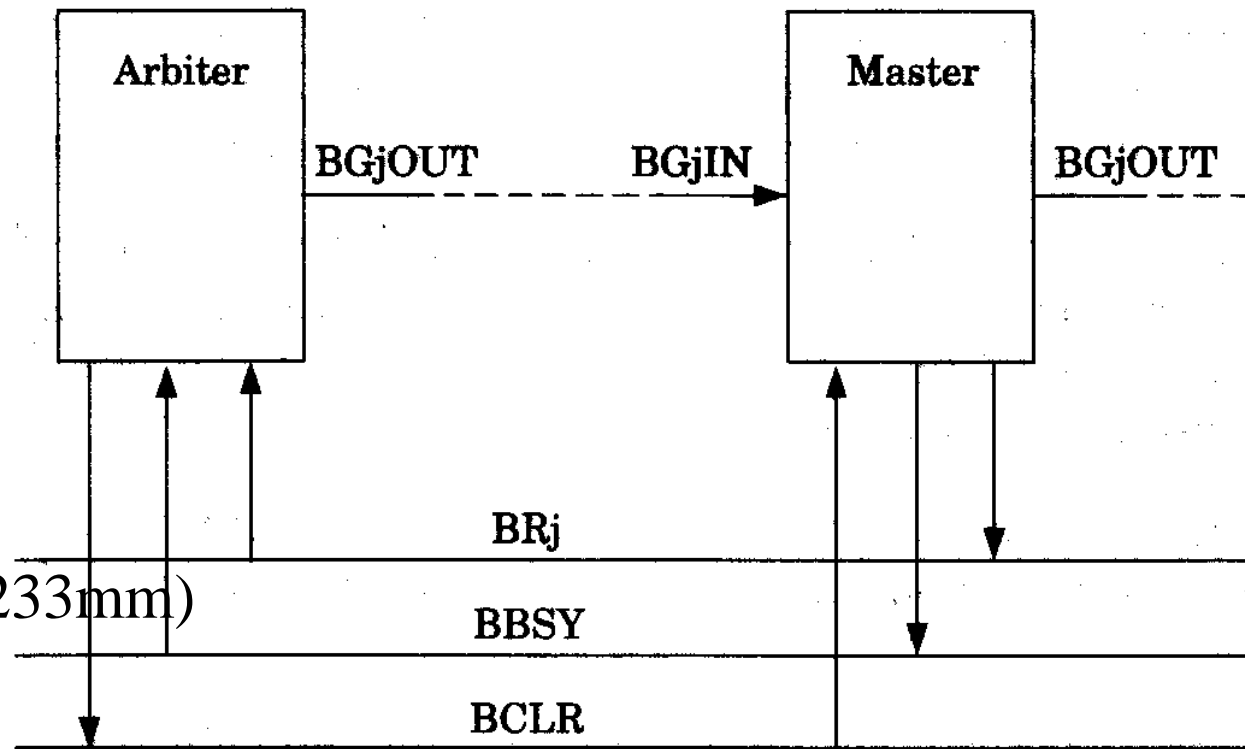 Arbiter
Master
BGjOUT
BGjIN
BGjOUT
BRj
233mm)
BBSY
BCLR